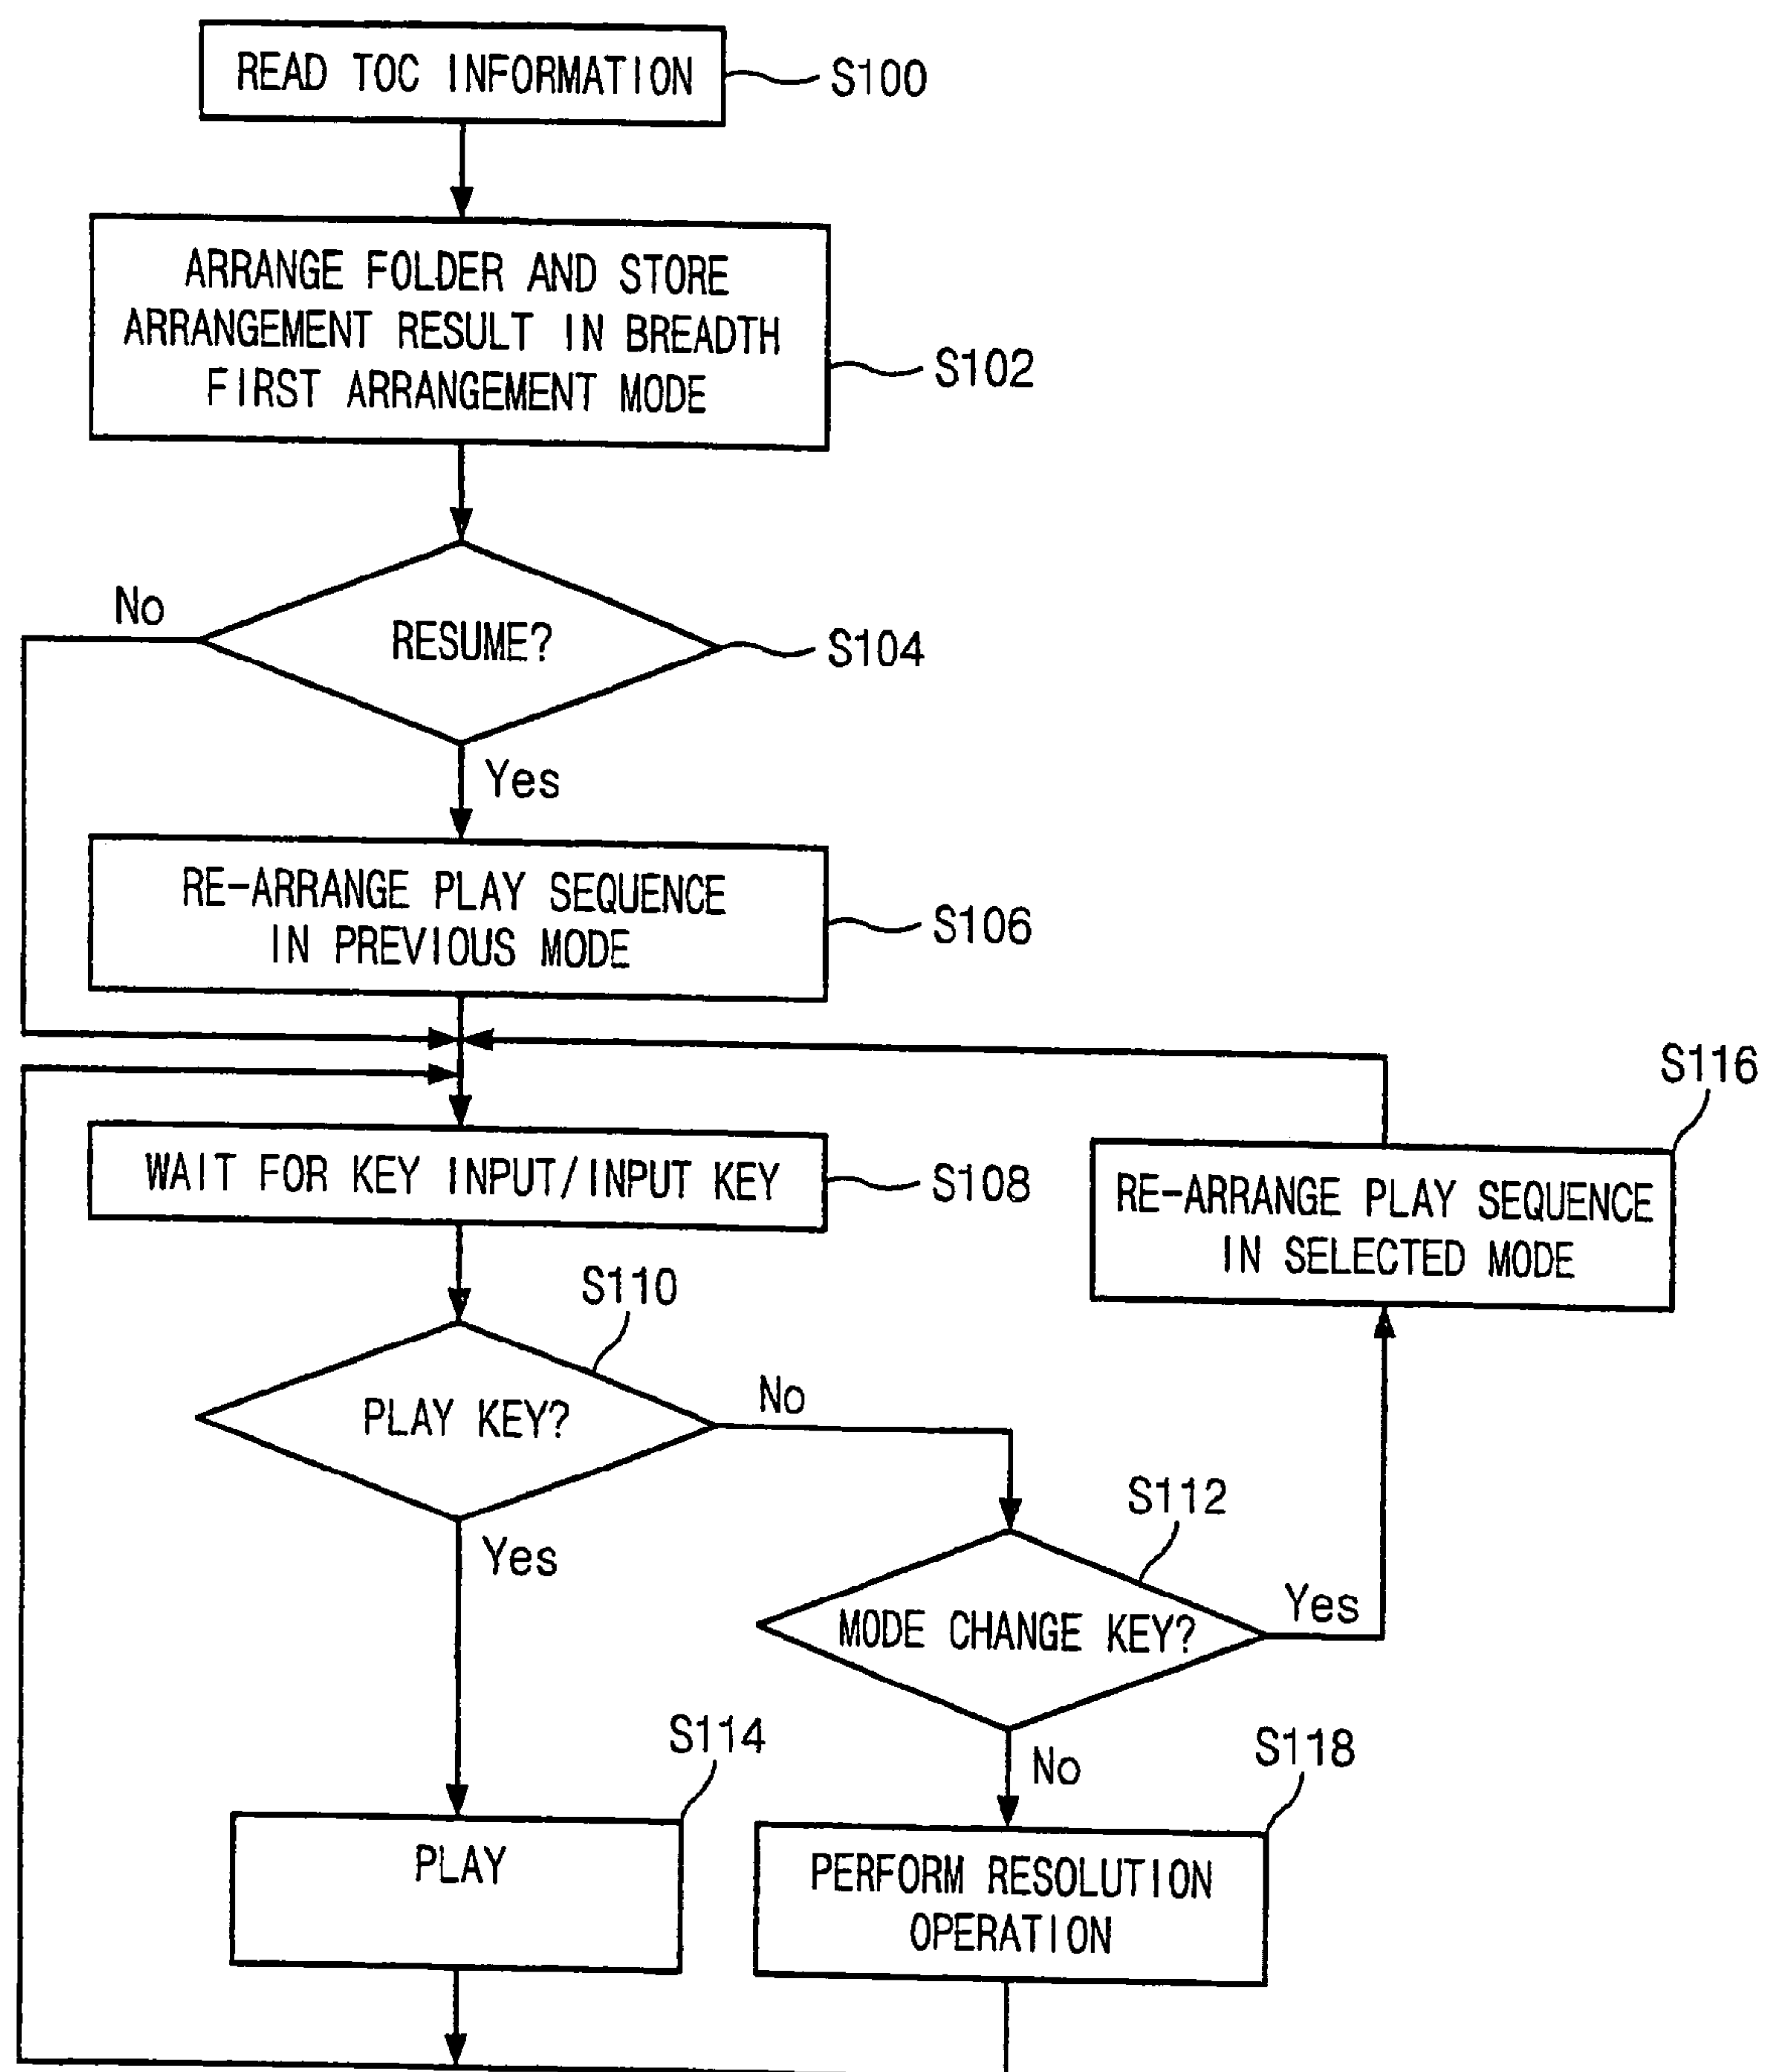 READ TOC INFORMATION
S100
ARRANGE FOLDER AND STORE
ARRANGEMENT RESULT IN BREADTH
FIRST ARRANGEMENT MODE
S102
No
RESUME?
S104
Yes
RE-ARRANGE PLAY SEQUENCE
IN PREVIOUS MODE
S106
S116
WAIT FOR KEY INPUT/INPUT KEY
S108
RE-ARRANGE PLAY SEQUENCE
IN SELECTED MODE
S110
PLAY KEY?
No
S112
Yes
MODE CHANGE KEY?
Yes
S114
No
S118
PLAY
PERFORM RESOLUTION
OPERATION